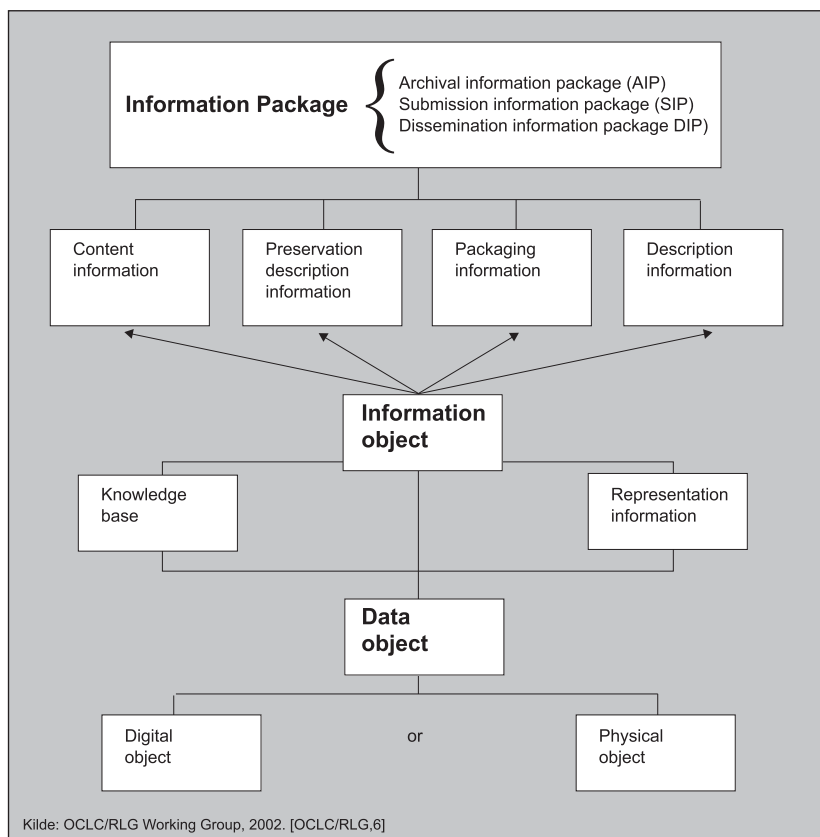 Information Package
Archival information package (AIP)
Submission information package (SIP)
Dissemination information package DIP)
Content
information
Preservation
description
information
Packaging
information
Description
information
Information
object
Knowledge
base
Representation
information
Data
object
Digital
object
or
Physical
object
Kilde: OCLC/RLG Working Group, 2002. [OCLC/RLG,6]